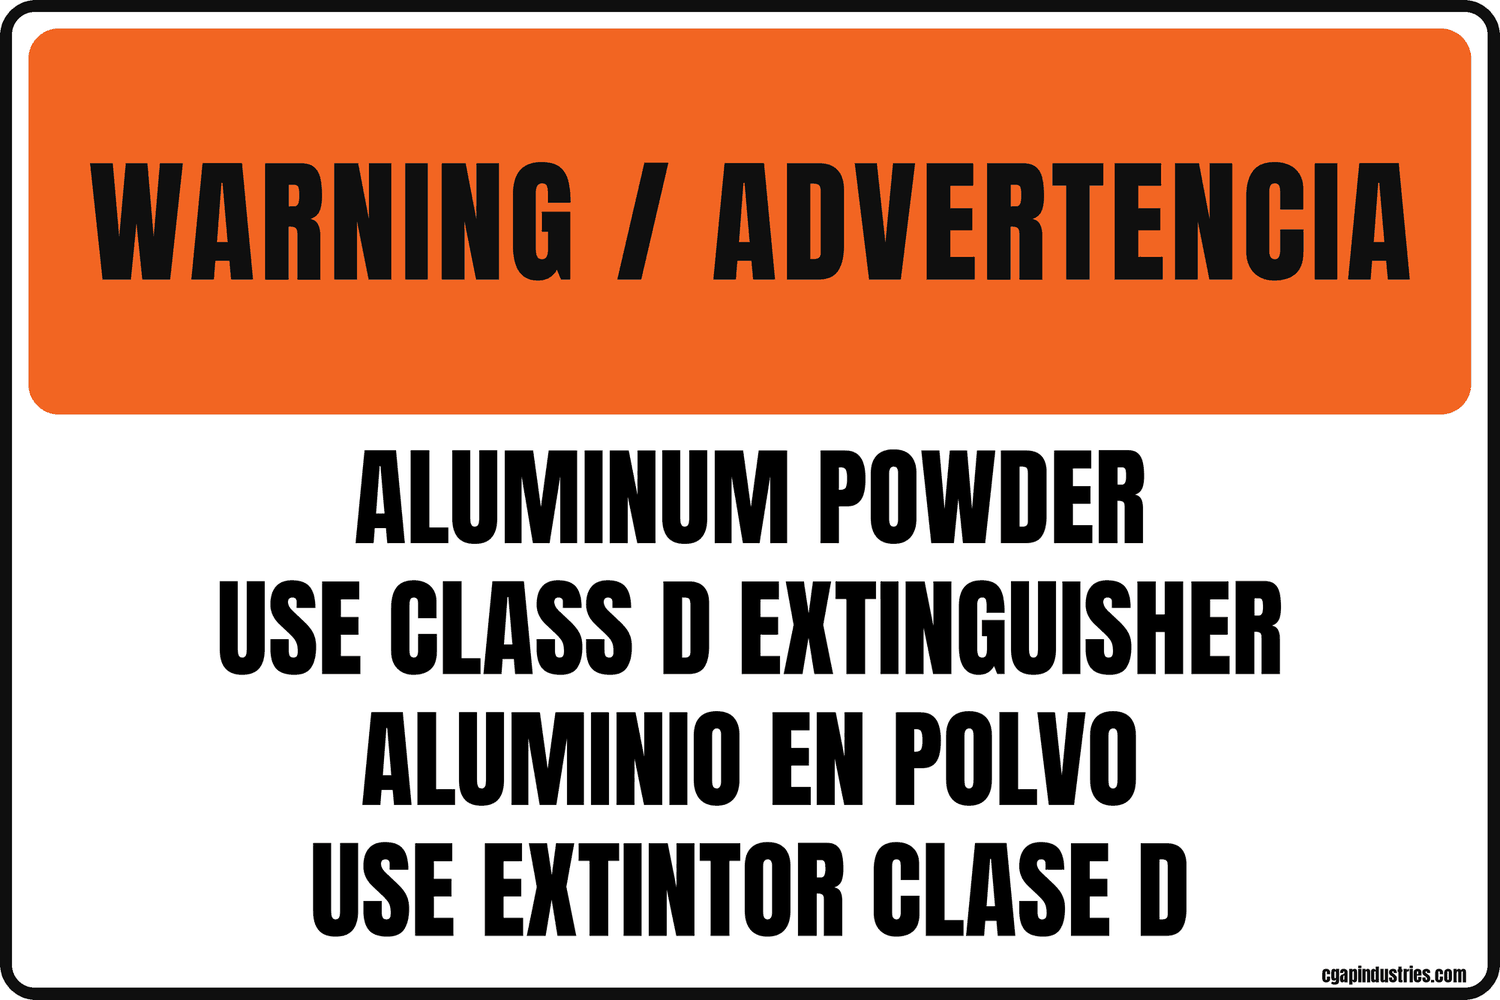 WARNING / ADVERTENCIA
ALUMINUM POWDER
USE CLASS D EXTINGUISHER
ALUMINIO EN POLVO
USE EXTINTOR CLASE D
cgapindustries.com